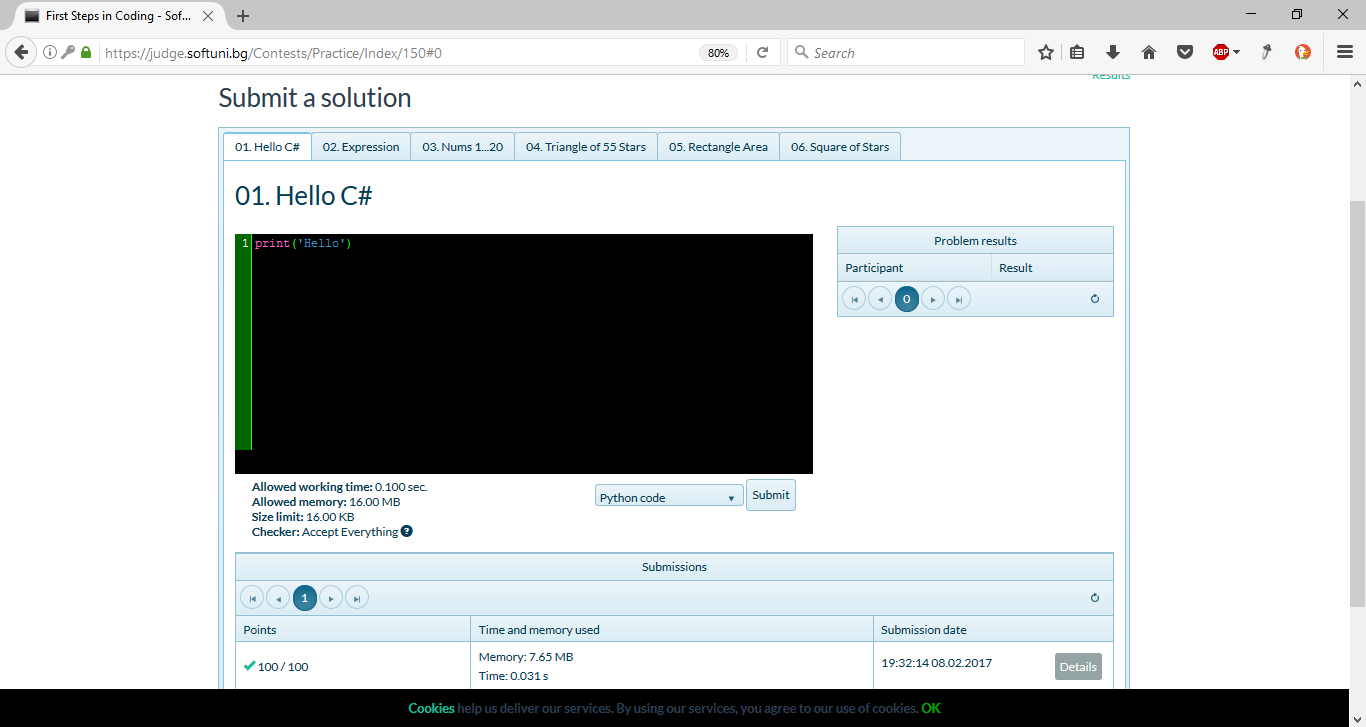 First Steps in Coding - Sof...
https://judge.softuni.bg/Contests/Practice/Index/150#0
80%
Search
ABP
Results
Submit a solution
01. Hello C#
02. Expression
03. Nums 1...20
04. Triangle of 55 Stars
05. Rectangle Area
06. Square of Stars
01. Hello C#
1 print('Hello')
Problem results
Participant
Result
0
Allowed working time: 0.100 sec.
Allowed memory: 16.00 MB
Size limit: 16.00 KB
Checker: Accept Everything ?
Python code
Submit
Submissions
1
Points
Time and memory used
Submission date
100 / 100
Memory: 7.65 MB
Time: 0.031 s
19:32:14 08.02.2017
Details
Cookies help us deliver our services. By using our services, you agree to our use of cookies. OK